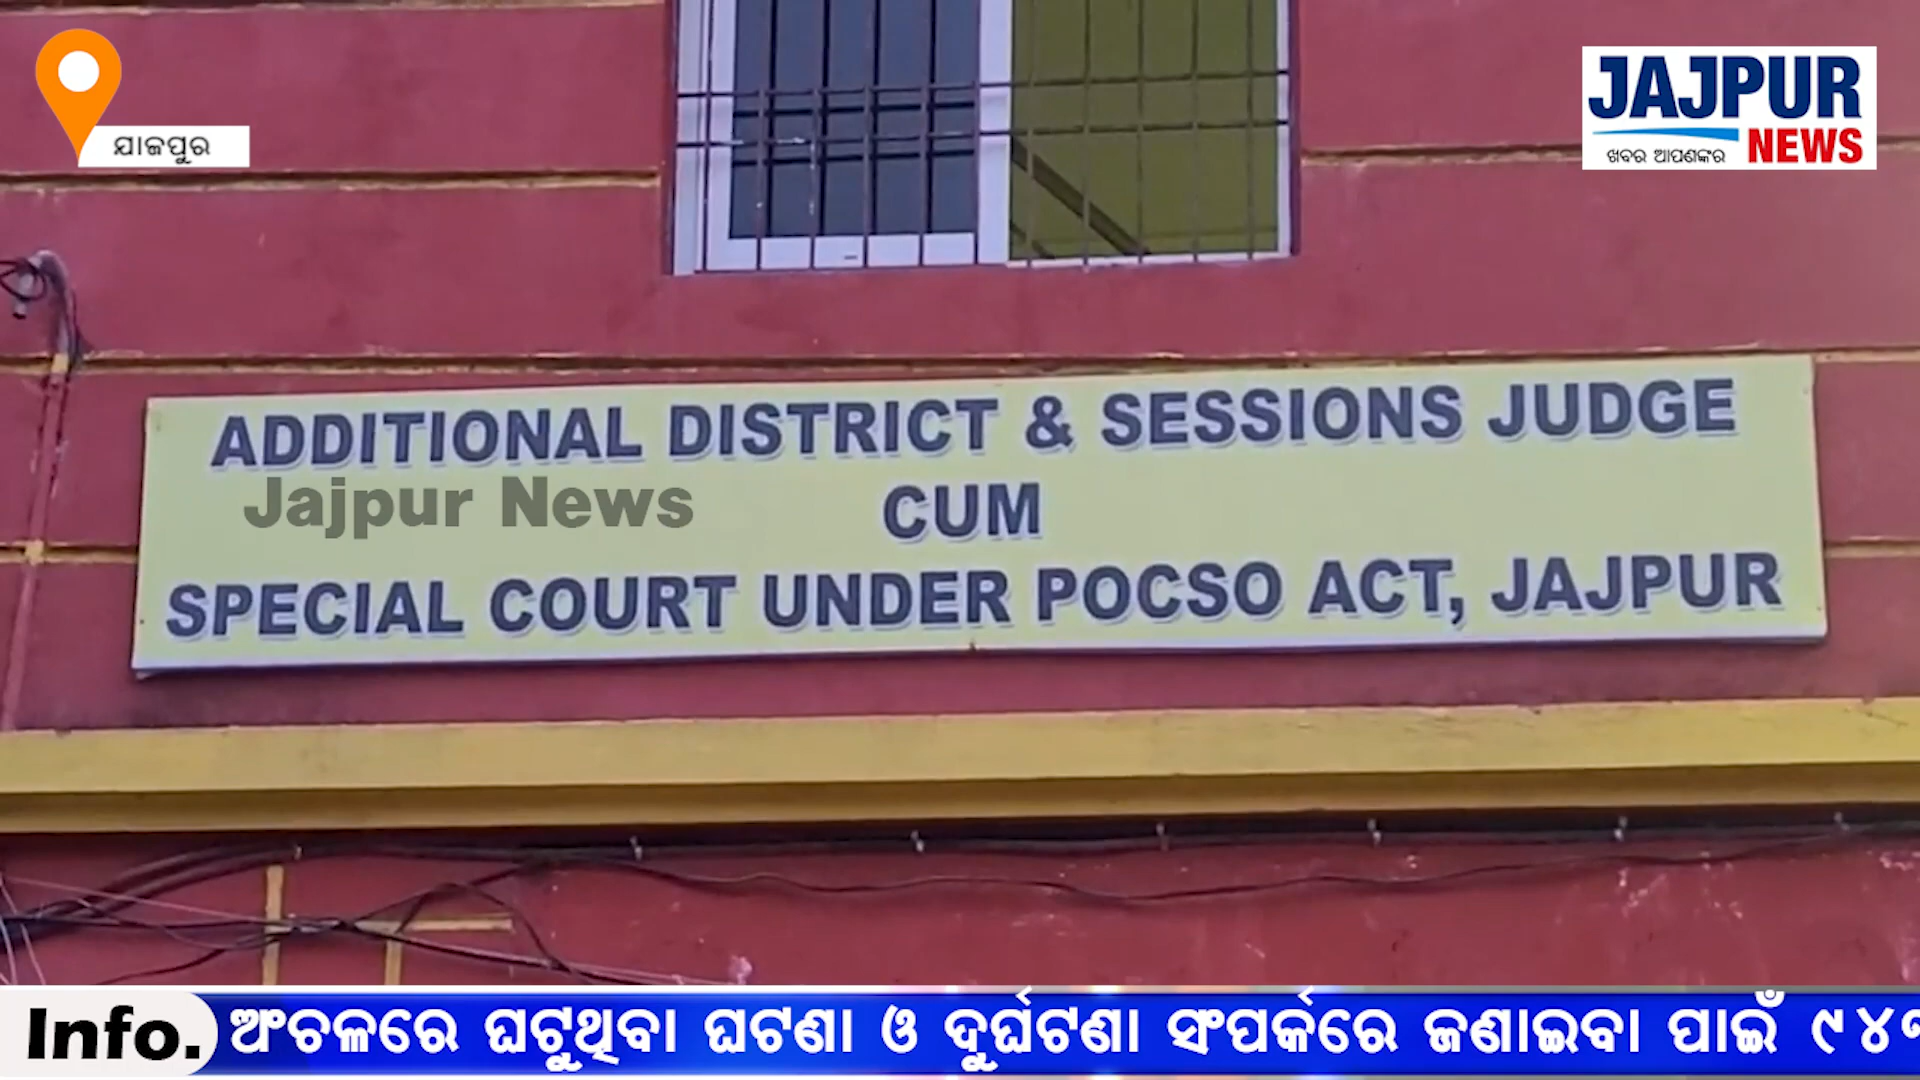 ଯାଜପୁର
JAJPUR
ଖବର ଆପଣଙ୍କର NEWS
ADDITIONAL DISTRICT & SESSIONS JUDGE
Jajpur News CUM
SPECIAL COURT UNDER POCSO ACT, JAJPUR
Info. ଅଂଚଳରେ ଘଟୁଥିବା ଘଟଣା ଓ ଦୁର୍ଘଟଣା ସଂପର୍କରେ ଜଣାଇବା ପାଇଁ ୯୪